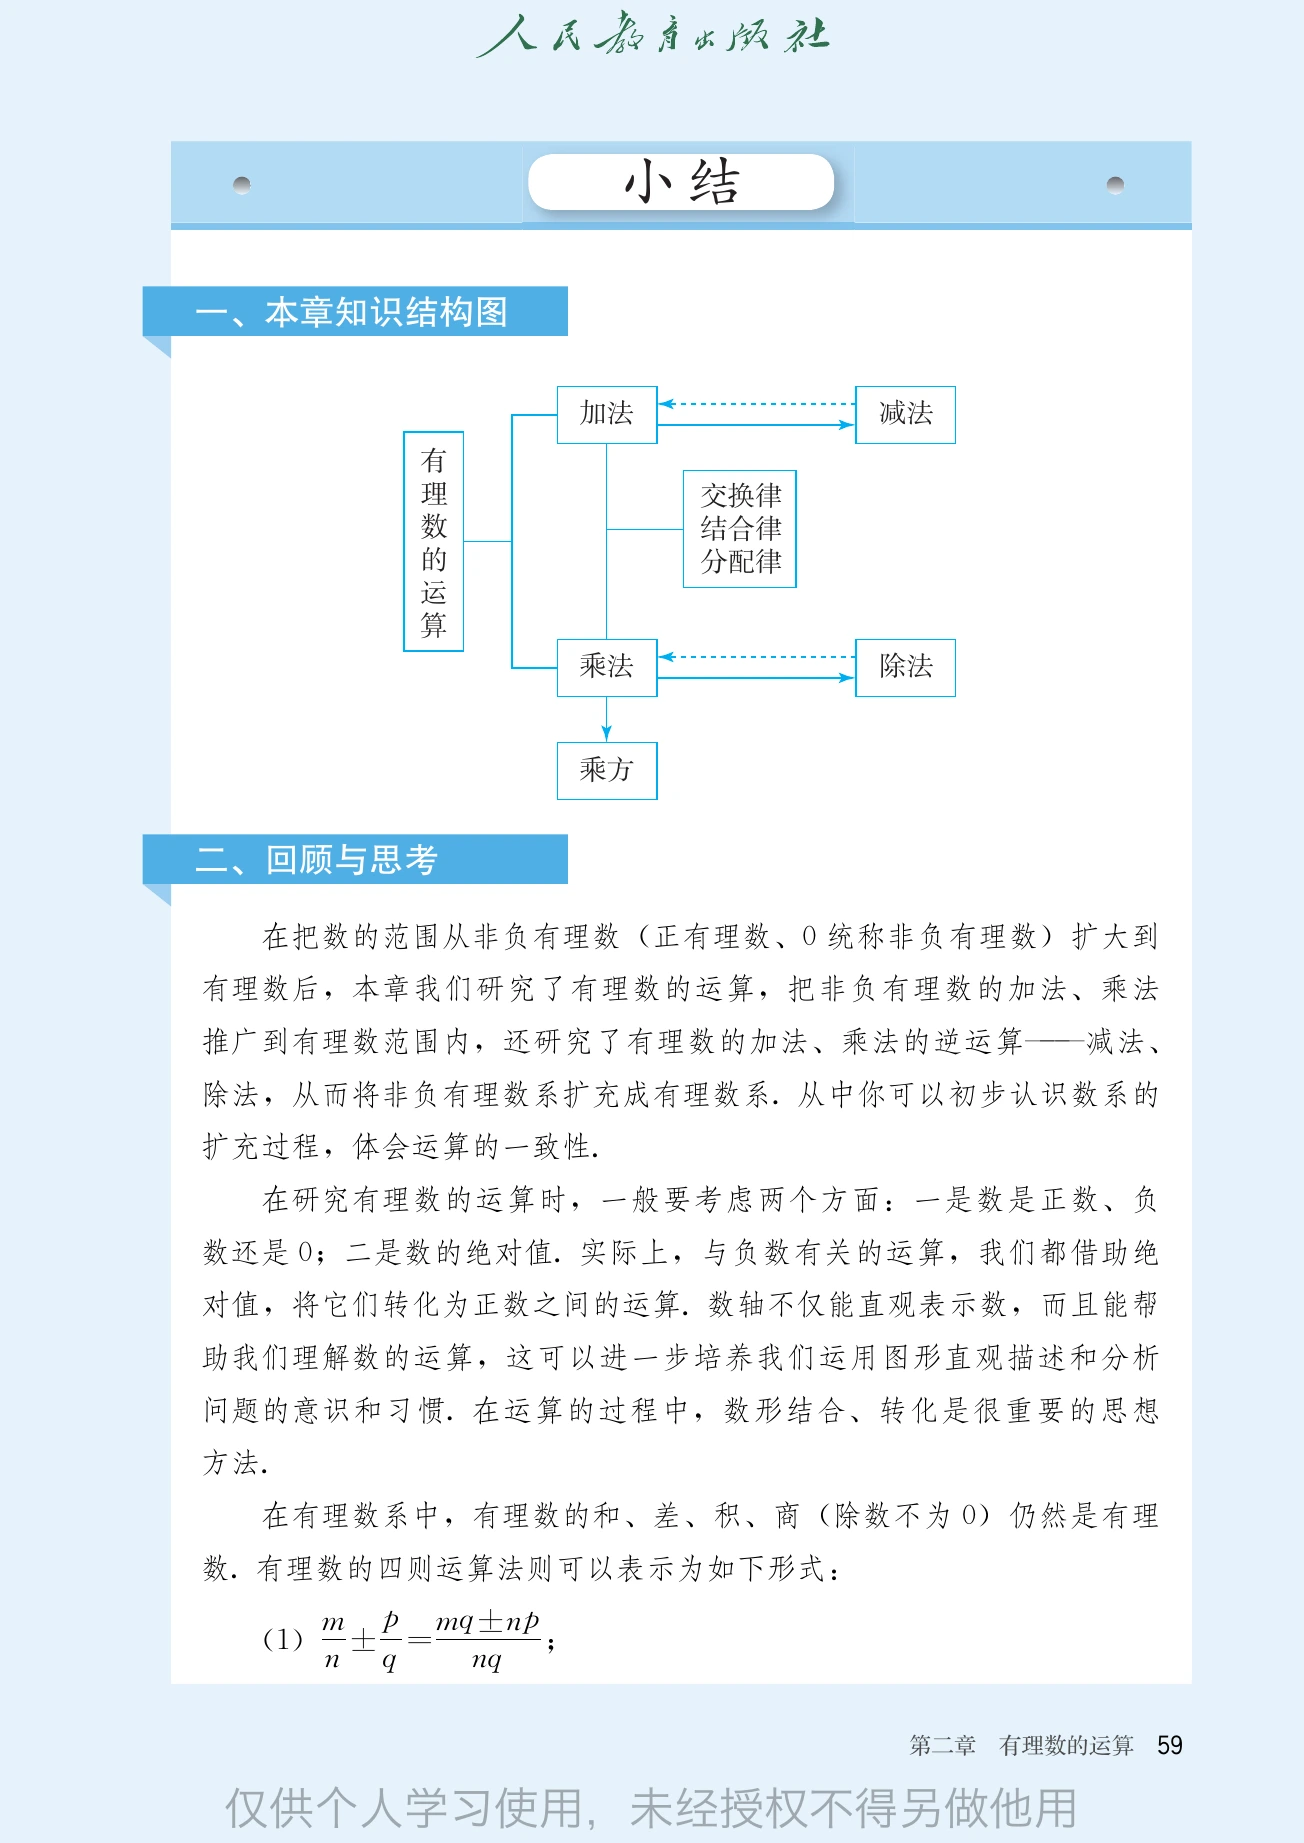 人民教育出版社
小结
一、本章知识结构图
有理数的运算
加法
减法
交换律
结合律
分配律
乘法
除法
乘方
二、回顾与思考
在把数的范围从非负有理数（正有理数、0 统称非负有理数）扩大到
有理数后，本章我们研究了有理数的运算，把非负有理数的加法、乘法
推广到有理数范围内，还研究了有理数的加法、乘法的逆运算——减法、
除法，从而将非负有理数系扩充成有理数系. 从中你可以初步认识数系的
扩充过程，体会运算的一致性.
在研究有理数的运算时，一般要考虑两个方面：一是数是正数、负
数还是 0；二是数的绝对值. 实际上，与负数有关的运算，我们都借助绝
对值，将它们转化为正数之间的运算. 数轴不仅能直观表示数，而且能帮
助我们理解数的运算，这可以进一步培养我们运用图形直观描述和分析
问题的意识和习惯. 在运算的过程中，数形结合、转化是很重要的思想
方法.
在有理数系中，有理数的和、差、积、商（除数不为 0）仍然是有理
数. 有理数的四则运算法则可以表示为如下形式：
（1） m/n ± p/q = (mq±np)/nq；
第二章 有理数的运算 59
仅供个人学习使用，未经授权不得另做他用